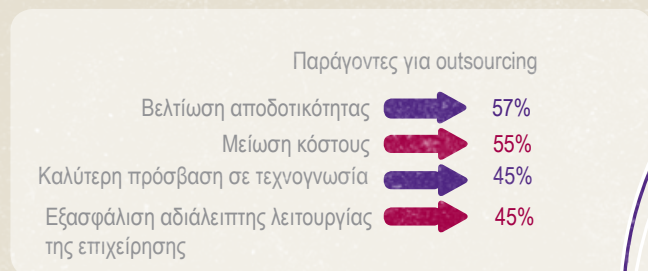 Παράγοντες για outsourcing
Βελτίωση αποδοτικότητας 57%
Μείωση κόστους 55%
Καλύτερη πρόσβαση σε τεχνογνωσία 45%
Εξασφάλιση αδιάλειπτης λειτουργίας 45%
της επιχείρησης